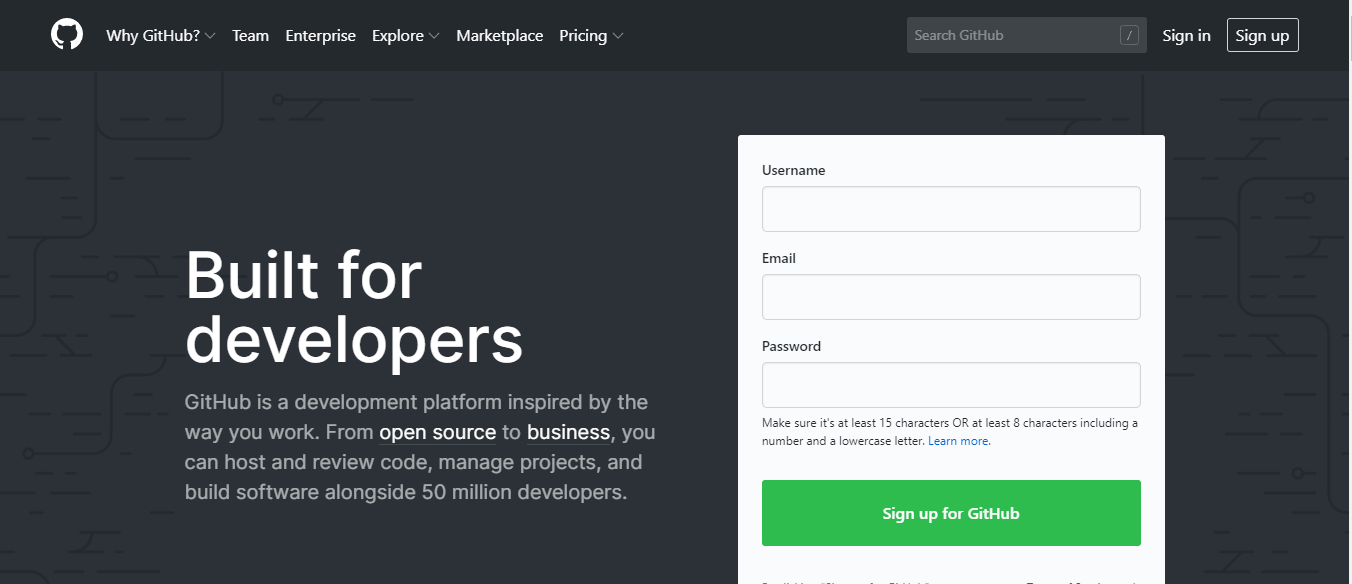 Why GitHub? Team Enterprise Explore Marketplace Pricing Search GitHub / Sign in Sign up
Built for
developers
GitHub is a development platform inspired by the
way you work. From open source to business, you
can host and review code, manage projects, and
build software alongside 50 million developers.
Username
Email
Password
Make sure it's at least 15 characters OR at least 8 characters including a
number and a lowercase letter. Learn more.
Sign up for GitHub